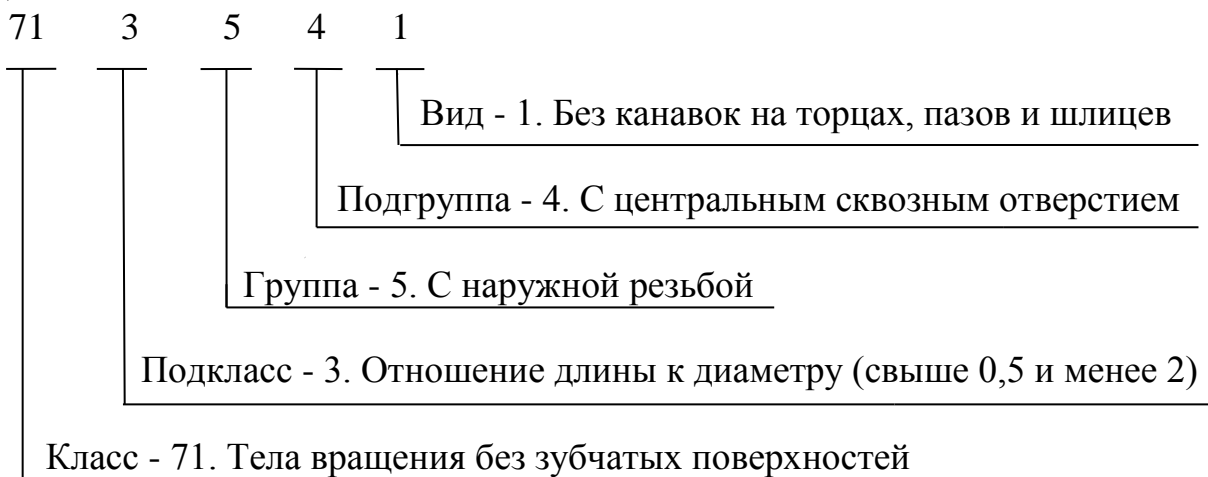 71 3 5 4 1
Вид - 1. Без канавок на торцах, пазов и шлицев
Подгруппа - 4. С центральным сквозным отверстием
Группа - 5. С наружной резьбой
Подкласс - 3. Отношение длины к диаметру (свыше 0,5 и менее 2)
Класс - 71. Тела вращения без зубчатых поверхностей